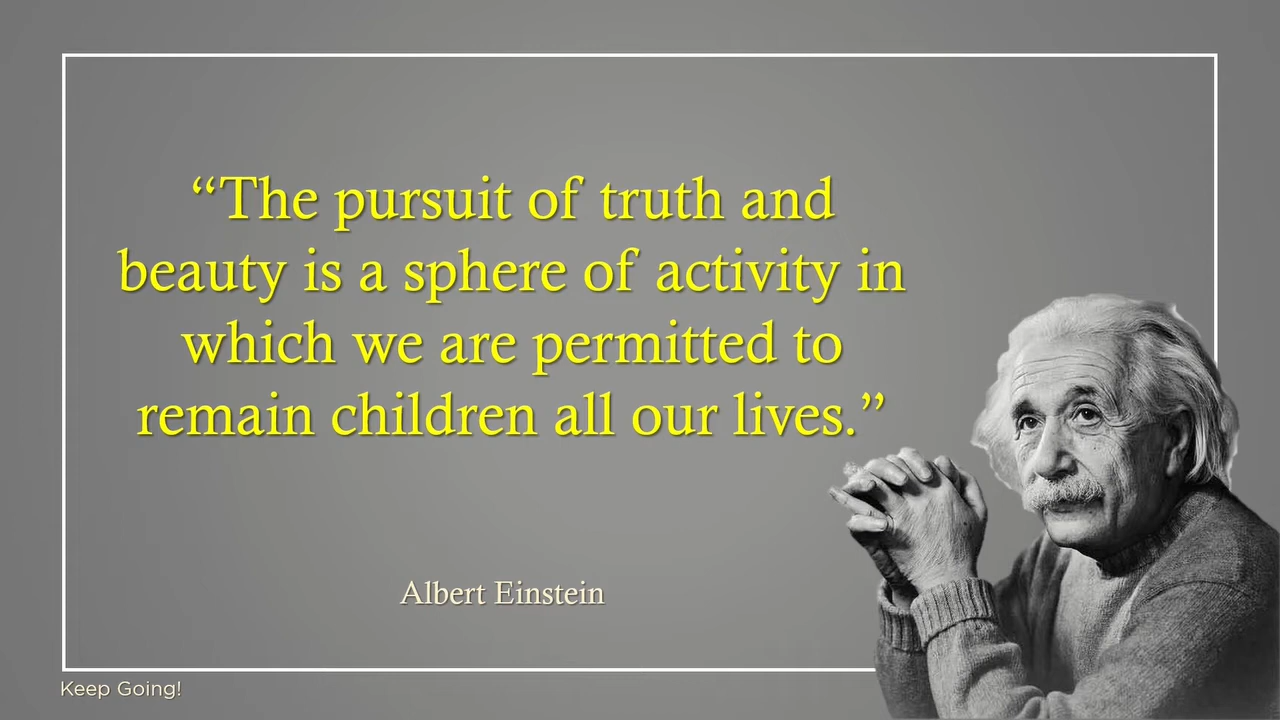 “The pursuit of truth and
beauty is a sphere of activity in
which we are permitted to
remain children all our lives.”
Albert Einstein
Keep Going!